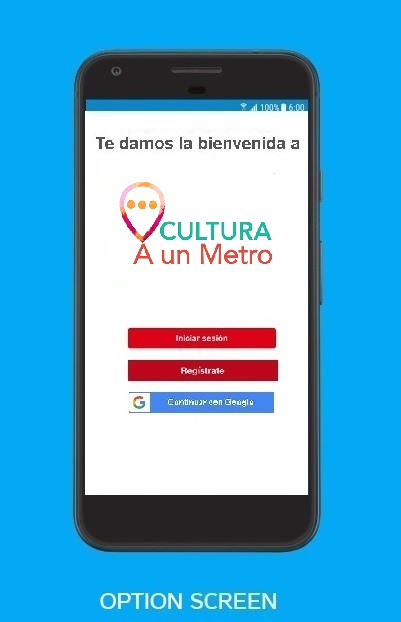 100% 6:00
Te damos la bienvenida a
CULTURA
A un Metro
Iniciar sesión
Regístrate
G Continuar con Google
OPTION SCREEN